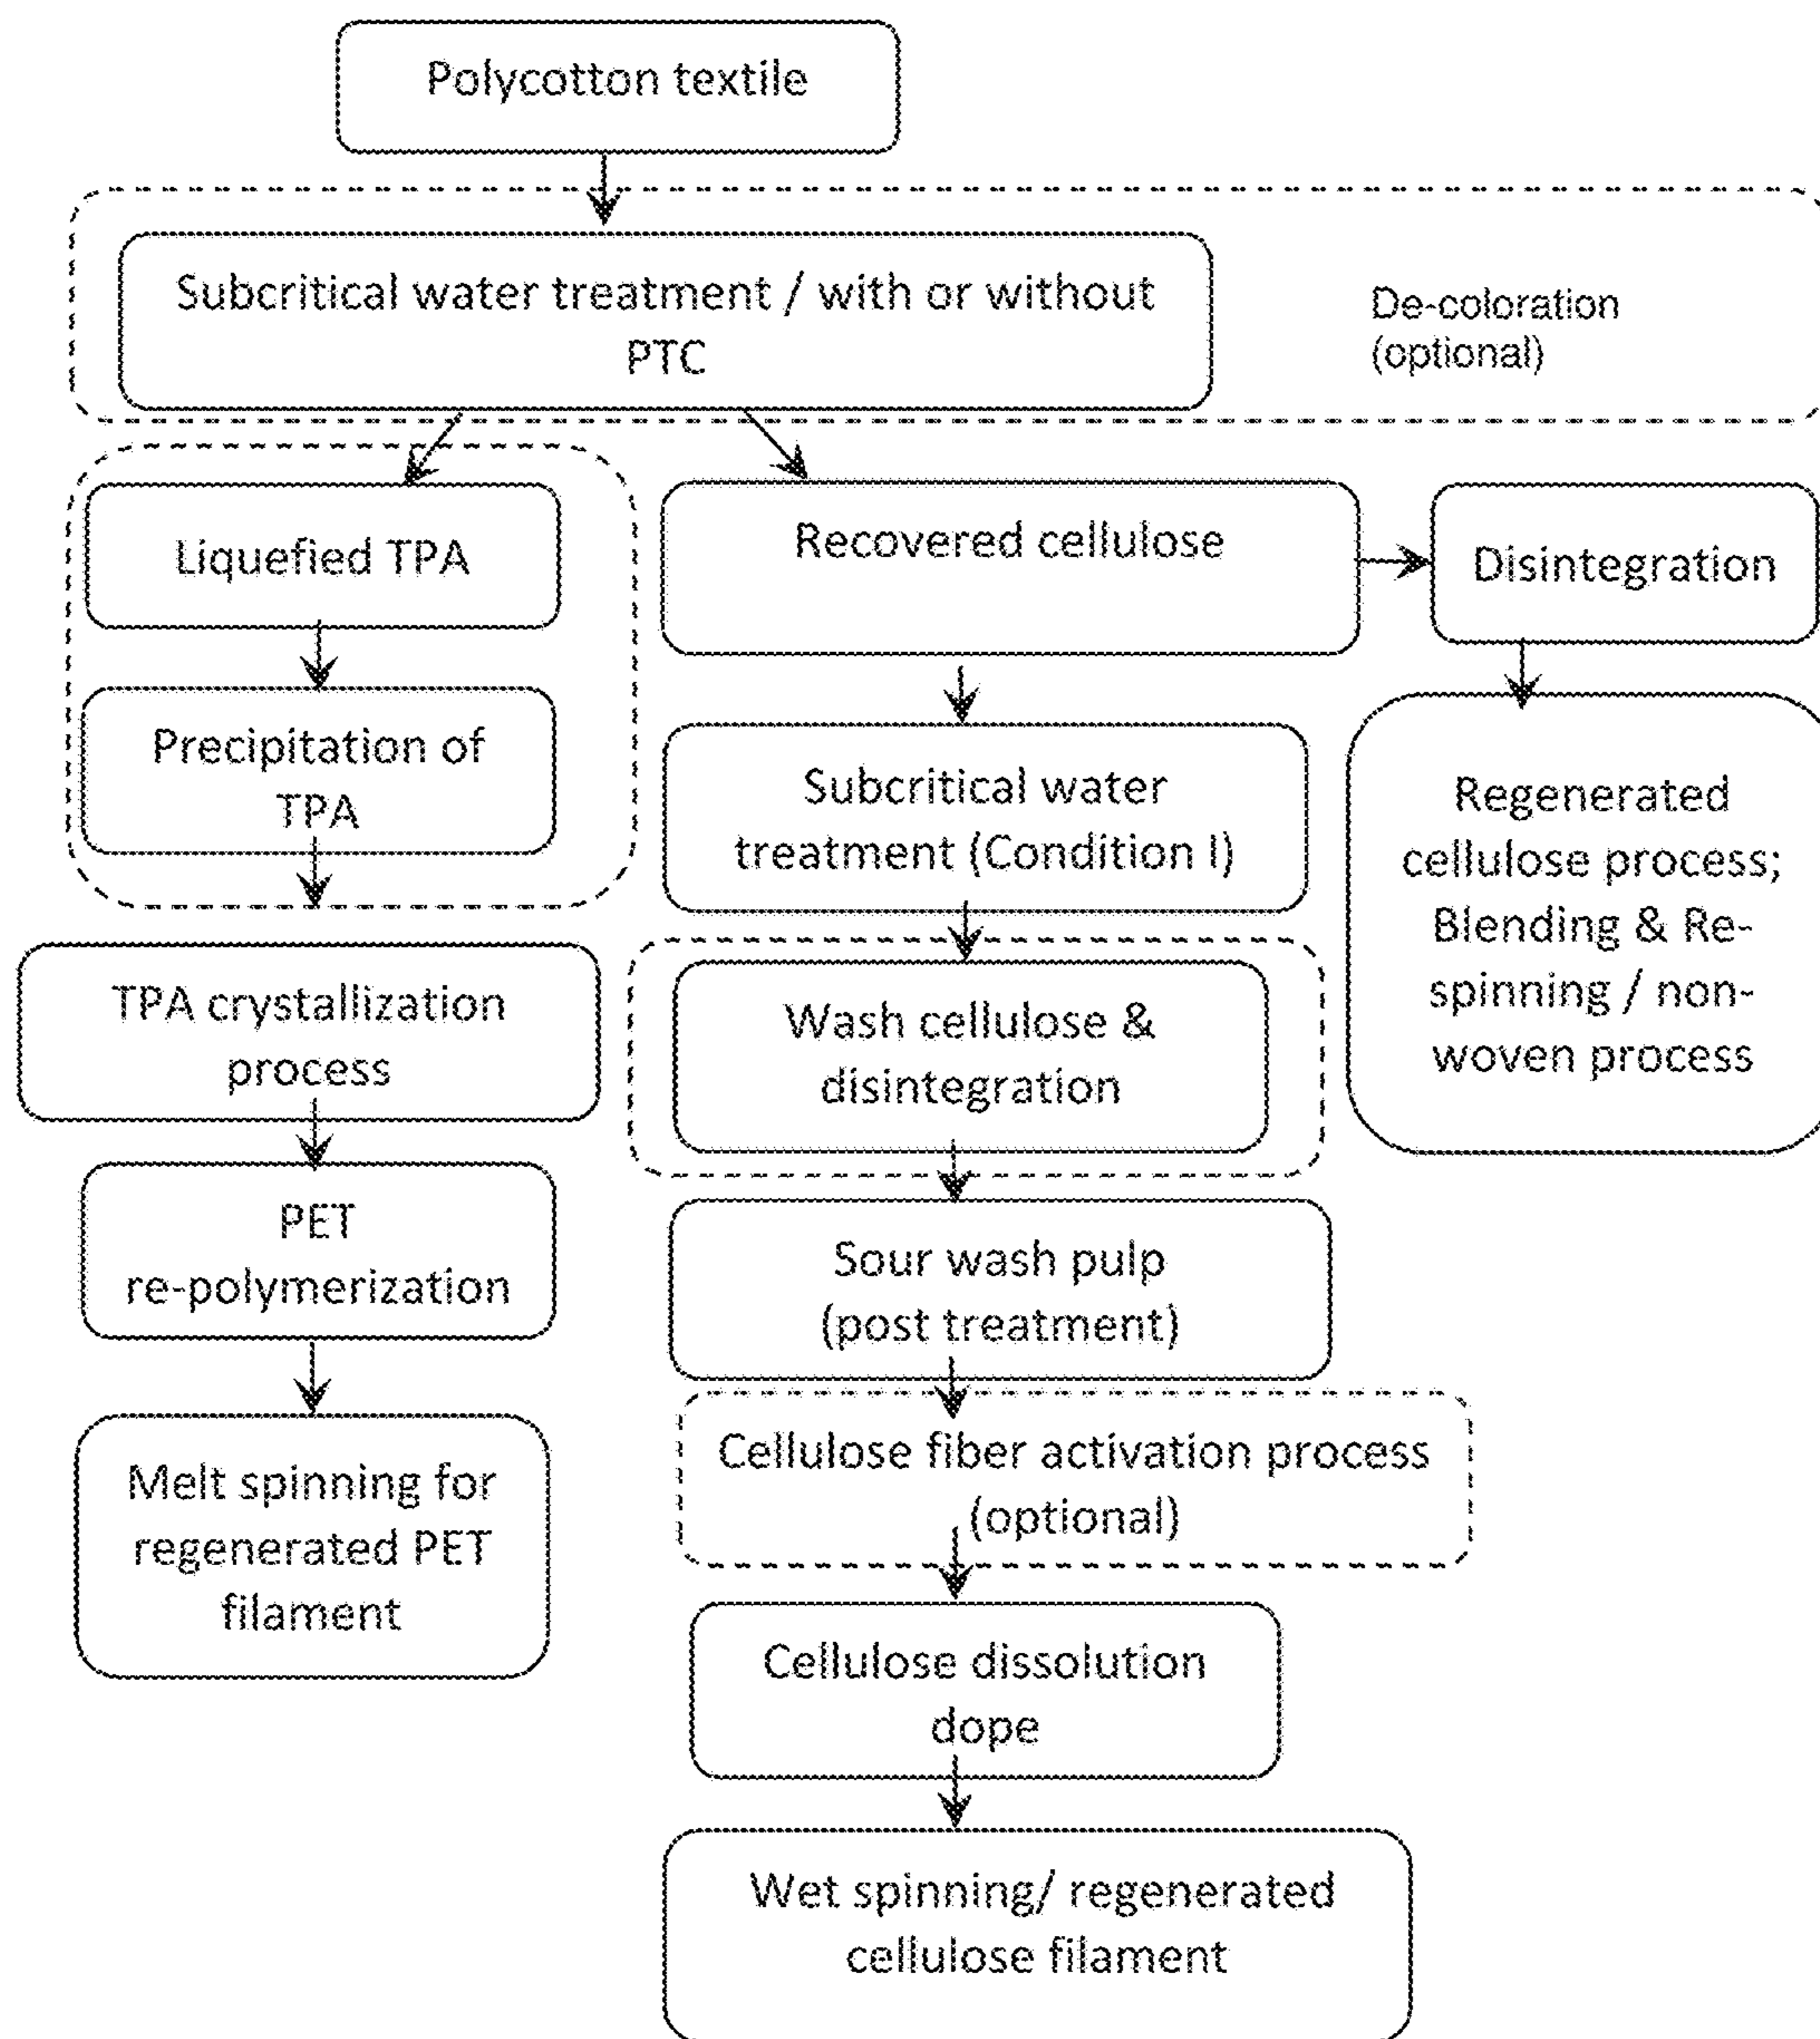 Polycotton textile
Subcritical water treatment / with or without
PTC
De-coloration
(optional)
Liquefied TPA
Recovered cellulose
Disintegration
Precipitation of
TPA
Subcritical water
treatment (Condition I)
Regenerated
cellulose process;
Blending & Re-
spinning / non-
woven process
TPA crystallization
process
Wash cellulose &
disintegration
PET
re-polymerization
Sour wash pulp
(post treatment)
Melt spinning for
regenerated PET
filament
Cellulose fiber activation process
(optional)
Cellulose dissolution
dope
Wet spinning/ regenerated
cellulose filament